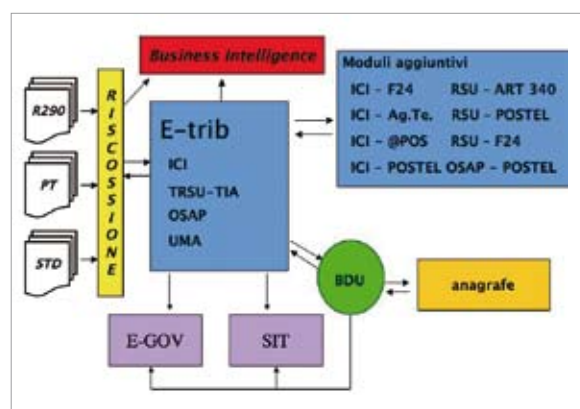 Business Intelligence
Moduli aggiuntivi
ICI - F24 RSU - ART 340
ICI - Ag.Te. RSU - POSTEL
ICI - @POS RSU - F24
ICI - POSTEL OSAP - POSTEL
R290
PT
STD
RISCOSSIONE
E-trib
ICI
TRSU-TIA
OSAP
UMA
BDU
anagrafe
E-GOV
SIT